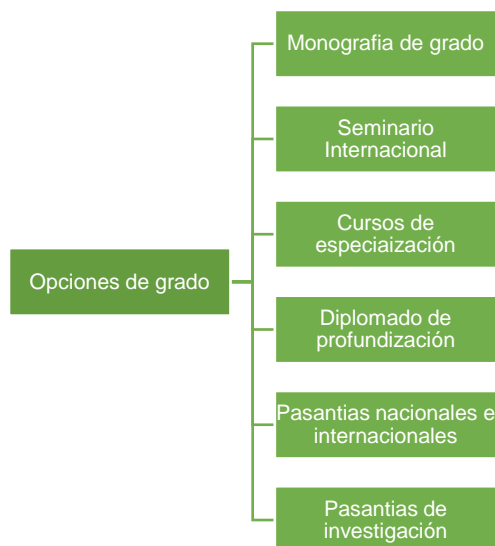 Monografia de grado
Seminario
Internacional
Cursos de
especiaización
Opciones de grado
Diplomado de
profundización
Pasantias nacionales e
internacionales
Pasantias de
investigación